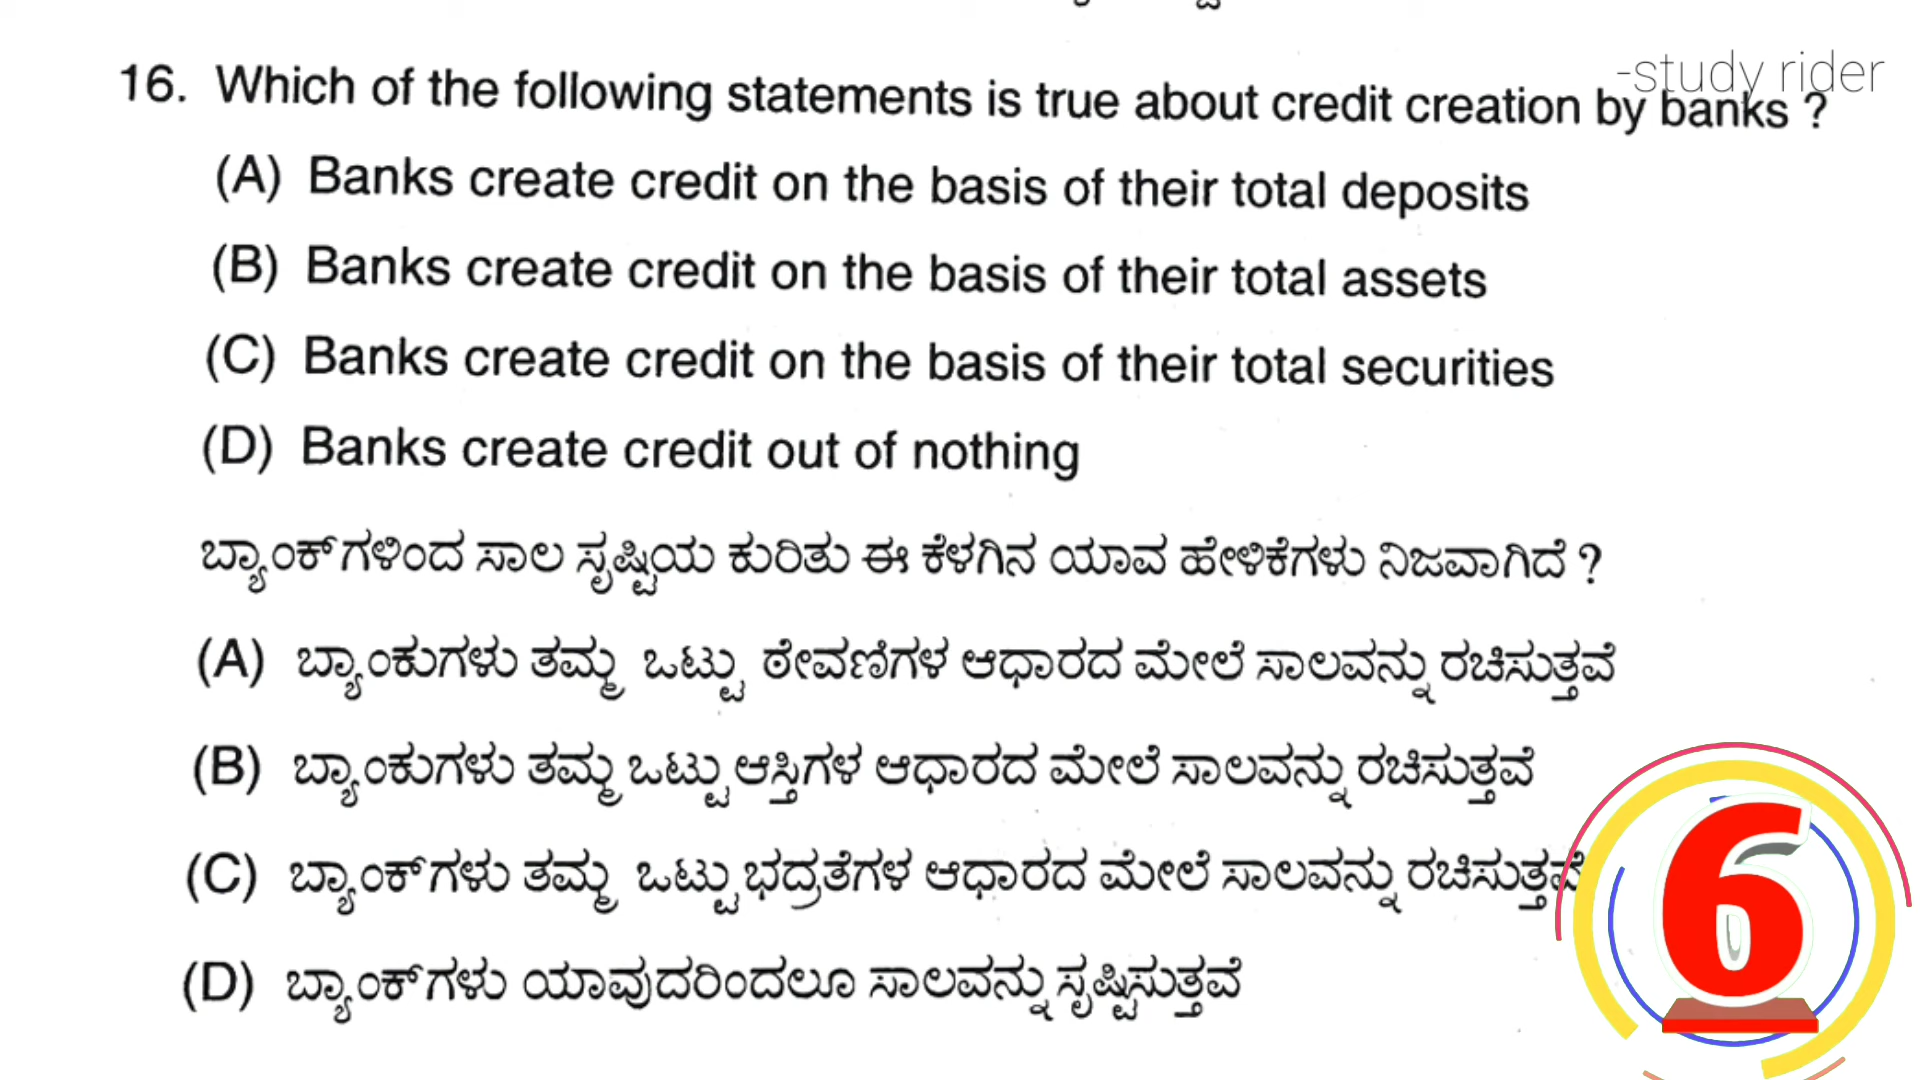 -study rider
16. Which of the following statements is true about credit creation by banks ?
(A) Banks create credit on the basis of their total deposits
(B) Banks create credit on the basis of their total assets
(C) Banks create credit on the basis of their total securities
(D) Banks create credit out of nothing
ಬ್ಯಾಂಕ್‌ಗಳಿಂದ ಸಾಲ ಸೃಷ್ಟಿಯ ಕುರಿತು ಈ ಕೆಳಗಿನ ಯಾವ ಹೇಳಿಕೆಗಳು ನಿಜವಾಗಿದೆ ?
(A) ಬ್ಯಾಂಕುಗಳು ತಮ್ಮ ಒಟ್ಟು ಠೇವಣಿಗಳ ಆಧಾರದ ಮೇಲೆ ಸಾಲವನ್ನು ರಚಿಸುತ್ತವೆ
(B) ಬ್ಯಾಂಕುಗಳು ತಮ್ಮ ಒಟ್ಟು ಆಸ್ತಿಗಳ ಆಧಾರದ ಮೇಲೆ ಸಾಲವನ್ನು ರಚಿಸುತ್ತವೆ
(C) ಬ್ಯಾಂಕ್‌ಗಳು ತಮ್ಮ ಒಟ್ಟು ಭದ್ರತೆಗಳ ಆಧಾರದ ಮೇಲೆ ಸಾಲವನ್ನು ರಚಿಸುತ್ತವೆ
(D) ಬ್ಯಾಂಕ್‌ಗಳು ಯಾವುದರಿಂದಲೂ ಸಾಲವನ್ನು ಸೃಷ್ಟಿಸುತ್ತವೆ
6